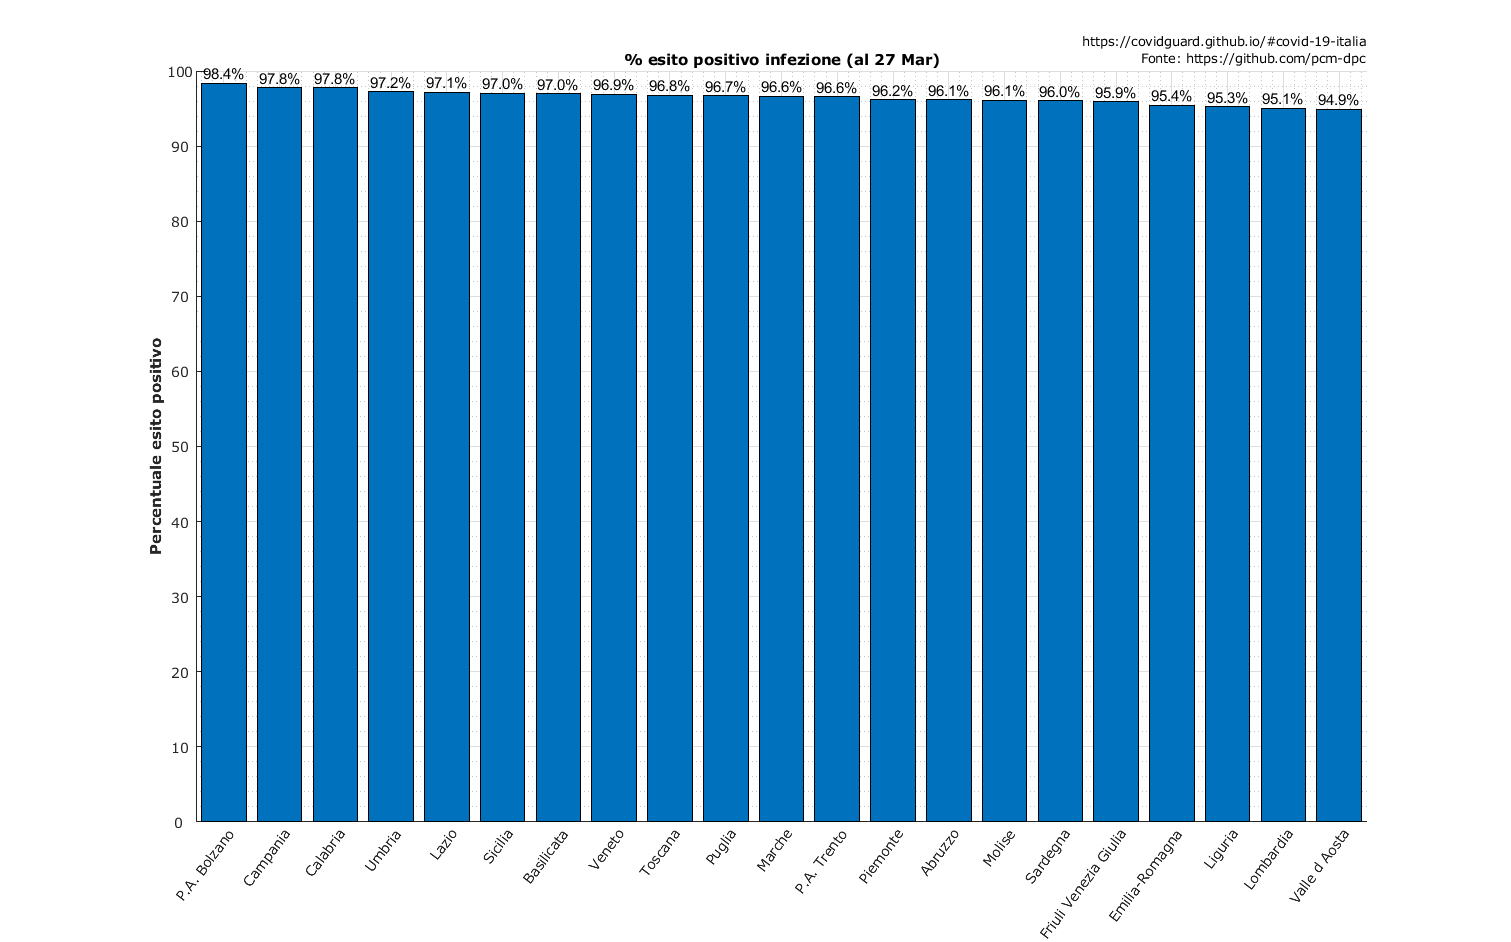 https://covidguard.github.io/#covid-19-italia
Fonte: https://github.com/pcm-dpc
% esito positivo infezione (al 27 Mar)
Percentuale esito positivo
100
90
80
70
60
50
40
30
20
10
0
98.4%
97.8%
97.8%
97.2%
97.1%
97.0%
97.0%
96.9%
96.8%
96.7%
96.6%
96.6%
96.2%
96.1%
96.1%
96.0%
95.9%
95.4%
95.3%
95.1%
94.9%
P.A. Bolzano
Campania
Calabria
Umbria
Lazio
Sicilia
Basilicata
Veneto
Toscana
Puglia
Marche
P.A. Trento
Piemonte
Abruzzo
Molise
Sardegna
Friuli Venezia Giulia
Emilia-Romagna
Liguria
Lombardia
Valle d Aosta